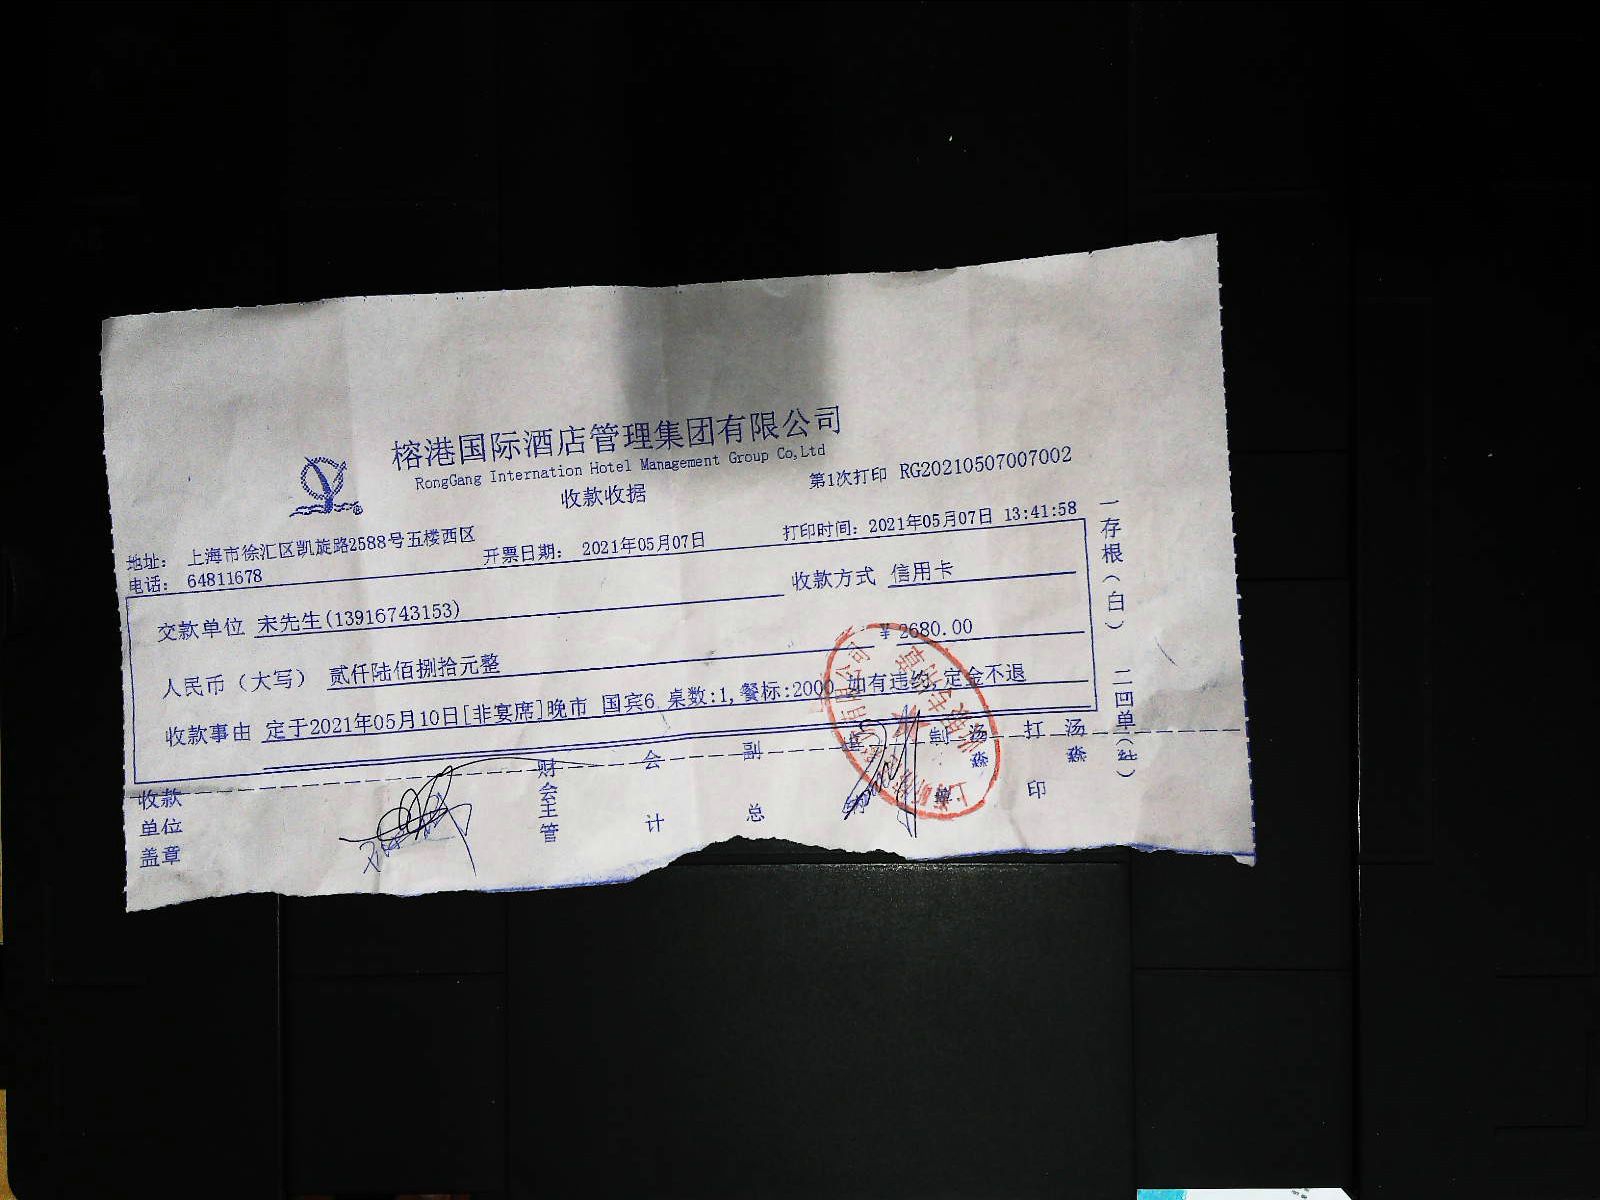 榕港国际酒店管理集团有限公司
RongGang Internation Hotel Management Group Co,Ltd
收款收据
第1次打印 RG20210507007002
地址: 上海市徐汇区凯旋路2588号五楼西区
电话: 64811678
开票日期: 2021年05月07日
打印时间: 2021年05月07日 13:41:58
交款单位 宋先生(13916743153)
收款方式 信用卡
人民币(大写) 贰仟陆佰捌拾元整
¥ 2680.00
收款事由 定于2021年05月10日[非宴席]晚市 国宾6 桌数:1,餐标:2000 如有违约,定金不退
一存根(白) 二四单(红)
收款单位盖章
财会主管
会计
副总
制单
汤淼
打印
汤淼